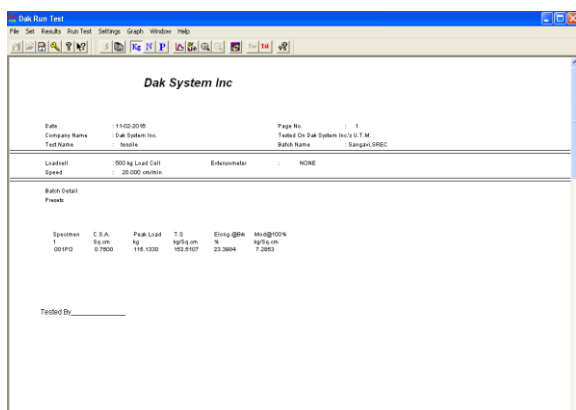 Dak Run Test
File Set Results Run Test Settings Graph Window Help
Kg N P
Dak System Inc
Date : 11-02-2016 Page No. : 1
Company Name : Dak System Inc. Tested On Dak System Inc's U.T.M.
Test Name : tensile Batch Name : Sangavi,SREC
Loadcell : 500 kg Load Cell Extensometer : NONE
Speed : 20.000 cm/min
Batch Detail
Presets
Specimen C.S.A. Peak Load T.S Elong.@Brk Mod@100%
1 Sq.cm kg kg/Sq.cm % kg/Sq.cm
001PG 0.7500 115.1330 153.5107 23.3984 7.2853
Tested By